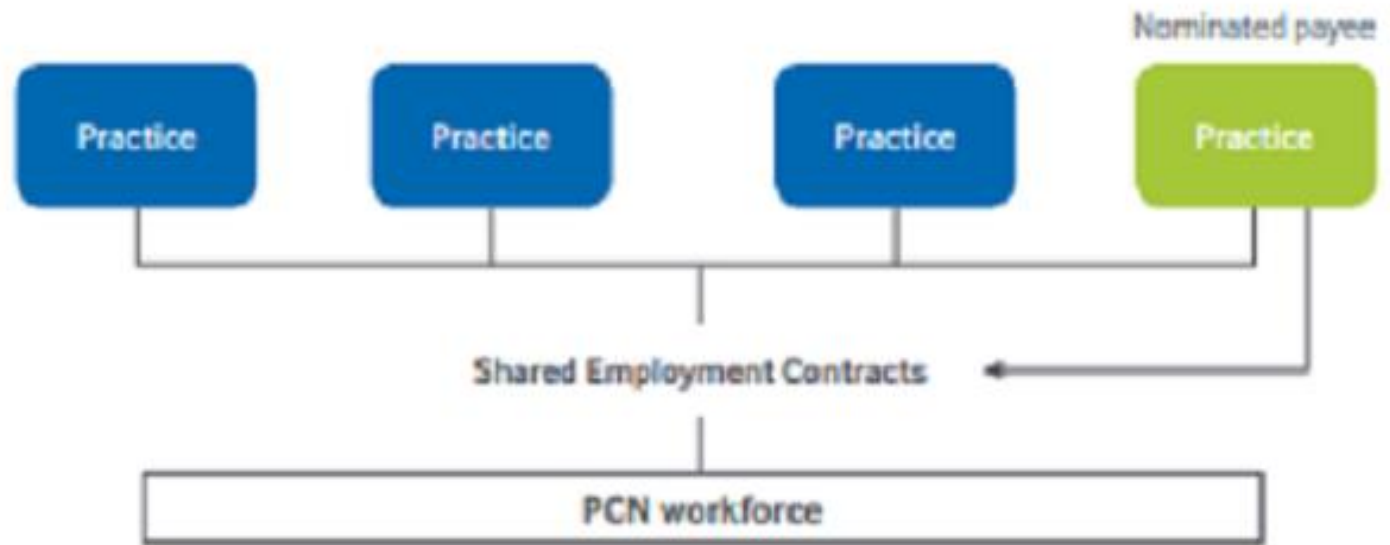 Nominated payee
Practice
Practice
Practice
Practice
Shared Employment Contracts
PCN workforce